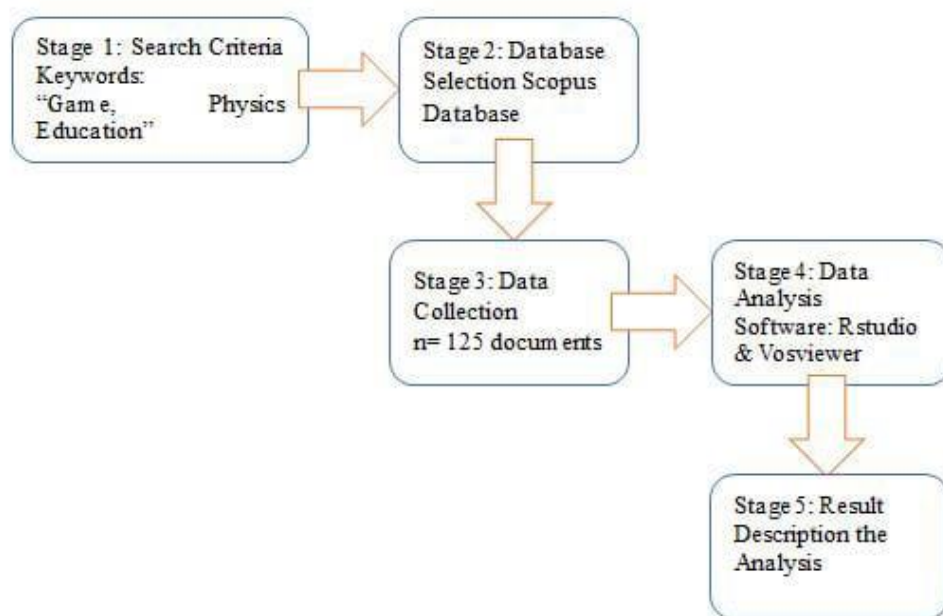 Stage 1: Search Criteria
Keywords:
“Game, Physics
Education”
Stage 2: Database
Selection Scopus
Database
Stage 3: Data
Collection
n= 125 documents
Stage 4: Data
Analysis
Software: Rstudio
& Vosviewer
Stage 5: Result
Description the
Analysis